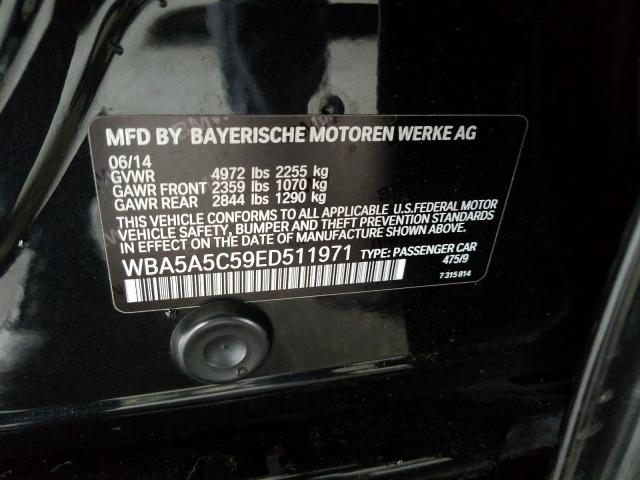 MFD BY BAYERISCHE MOTOREN WERKE AG
06/14
GVWR 4972 lbs 2255 kg
GAWR FRONT 2359 lbs 1070 kg
GAWR REAR 2844 lbs 1290 kg
THIS VEHICLE CONFORMS TO ALL APPLICABLE U.S.FEDERAL MOTOR
VEHICLE SAFETY, BUMPER, AND THEFT PREVENTION STANDARDS
IN EFFECT ON THE DATE OF MANUFACTURE SHOWN ABOVE.
WBA5A5C59ED511971 TYPE: PASSENGER CAR
475/9
7 315 814